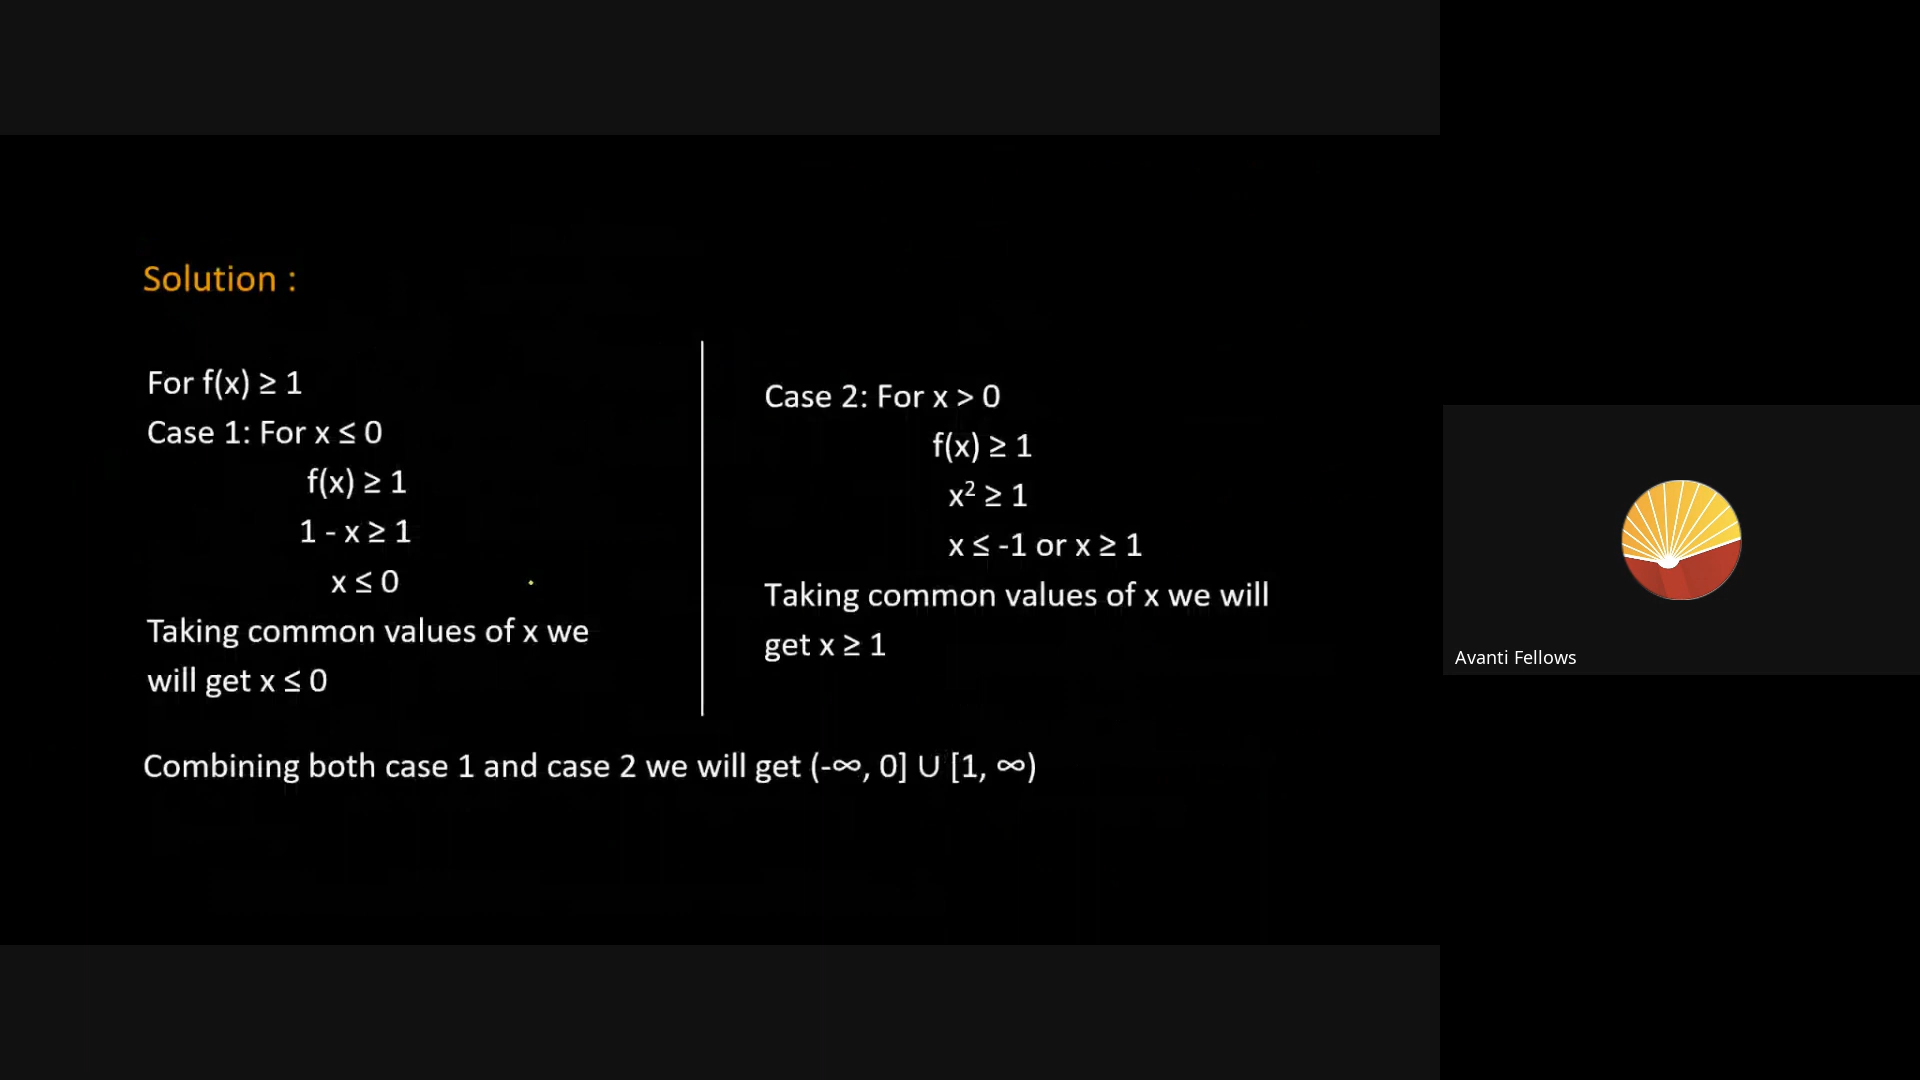 Solution :
For f(x) ≥ 1
Case 1: For x ≤ 0
f(x) ≥ 1
1 - x ≥ 1
x ≤ 0
Taking common values of x we
will get x ≤ 0
Case 2: For x > 0
f(x) ≥ 1
x² ≥ 1
x ≤ -1 or x ≥ 1
Taking common values of x we will
get x ≥ 1
Combining both case 1 and case 2 we will get (-∞, 0] ∪ [1, ∞)
Avanti Fellows